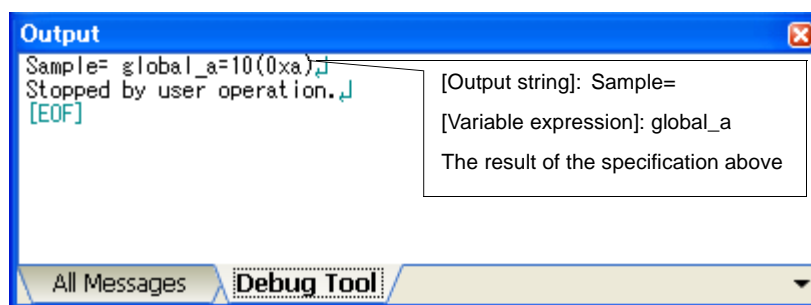 Output
Sample= global_a=10(0xa)↲
Stopped by user operation.↲
[EOF]
[Output string]: Sample=
[Variable expression]: global_a
The result of the specification above
All Messages
Debug Tool